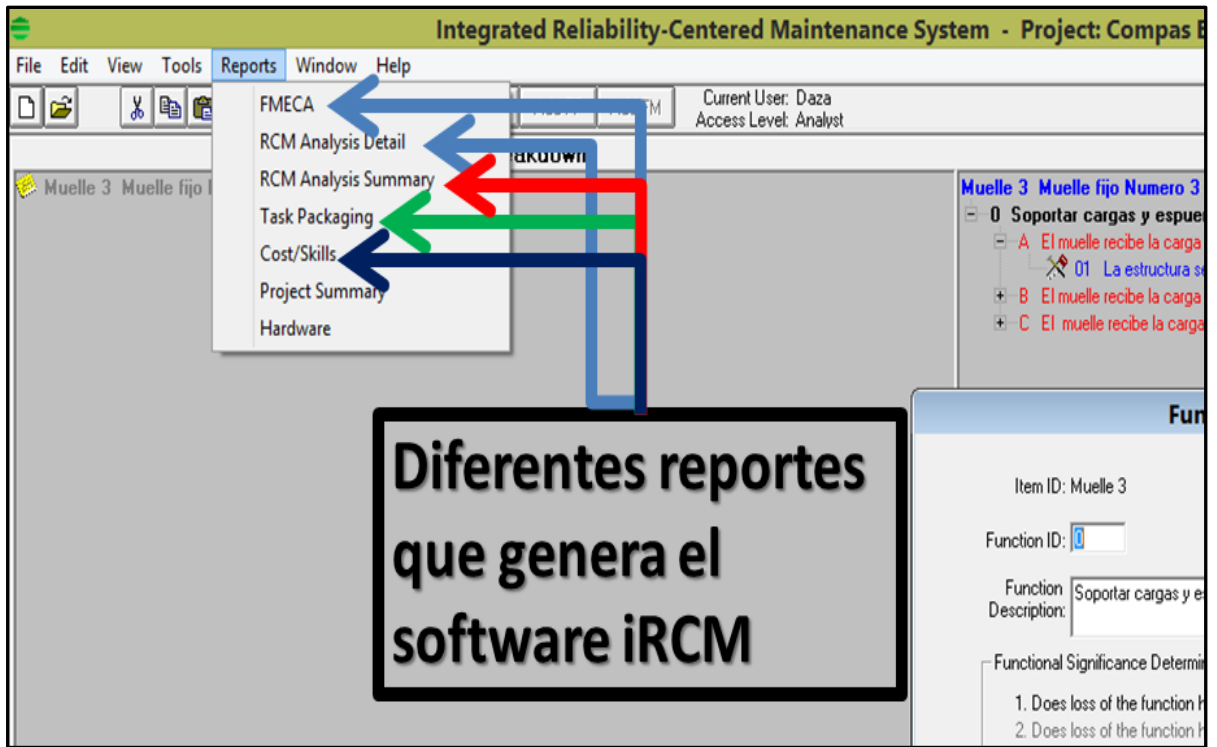 Integrated Reliability-Centered Maintenance System - Project: Compas
File Edit View Tools Reports Window Help
Current User: Daza
Access Level: Analyst
FMECA
RCM Analysis Detail
RCM Analysis Summary
Task Packaging
Cost/Skills
Project Summary
Hardware
Muelle 3 Muelle fijo
Muelle 3 Muelle fijo Numero 3
0 Soportar cargas y
A El muelle recibe la carga
01 La estructura
B El muelle recibe la carga
C El muelle recibe la carga
Diferentes reportes
que genera el
software iRCM
Item ID: Muelle 3
Function ID: 0
Function
Description:
Soportar cargas y
Functional Significance
1. Does loss of the function
2. Does loss of the function